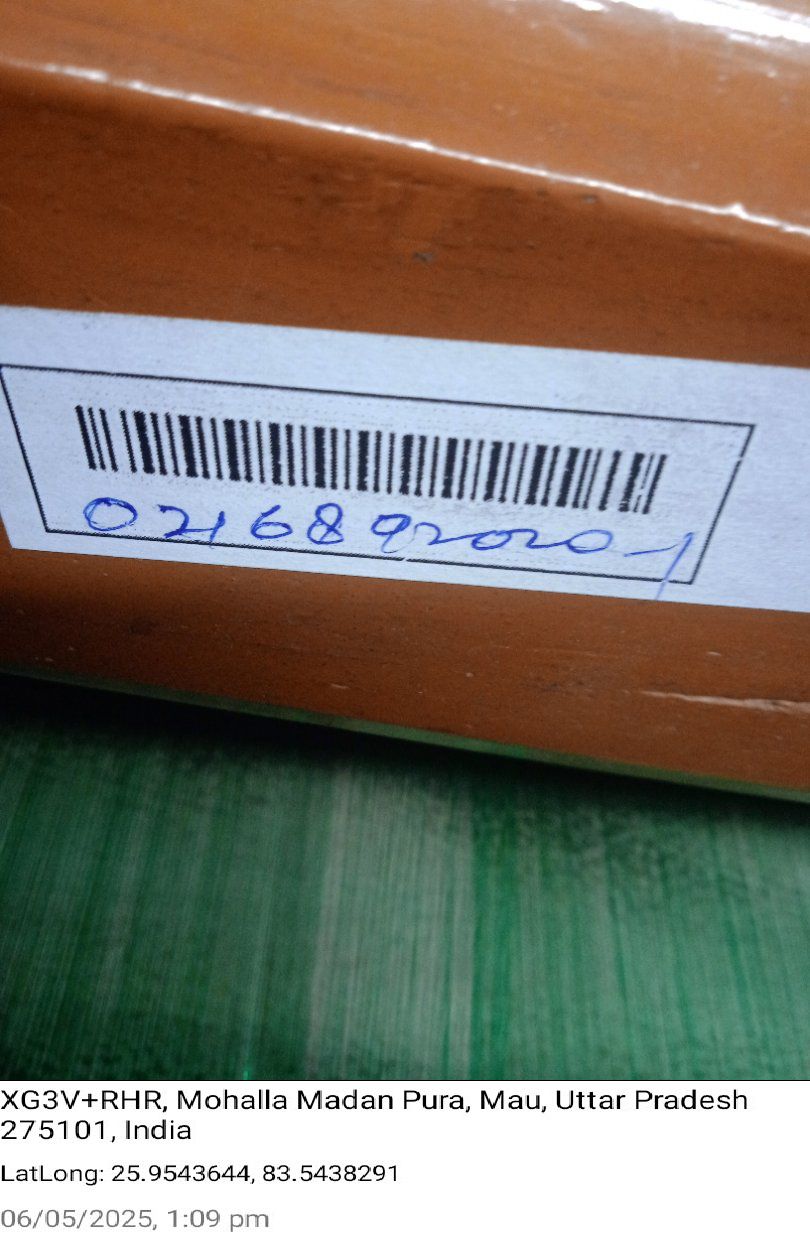 0216892020-1
XG3V+RHR, Mohalla Madan Pura, Mau, Uttar Pradesh
275101, India
LatLong: 25.9543644, 83.5438291
06/05/2025, 1:09 pm